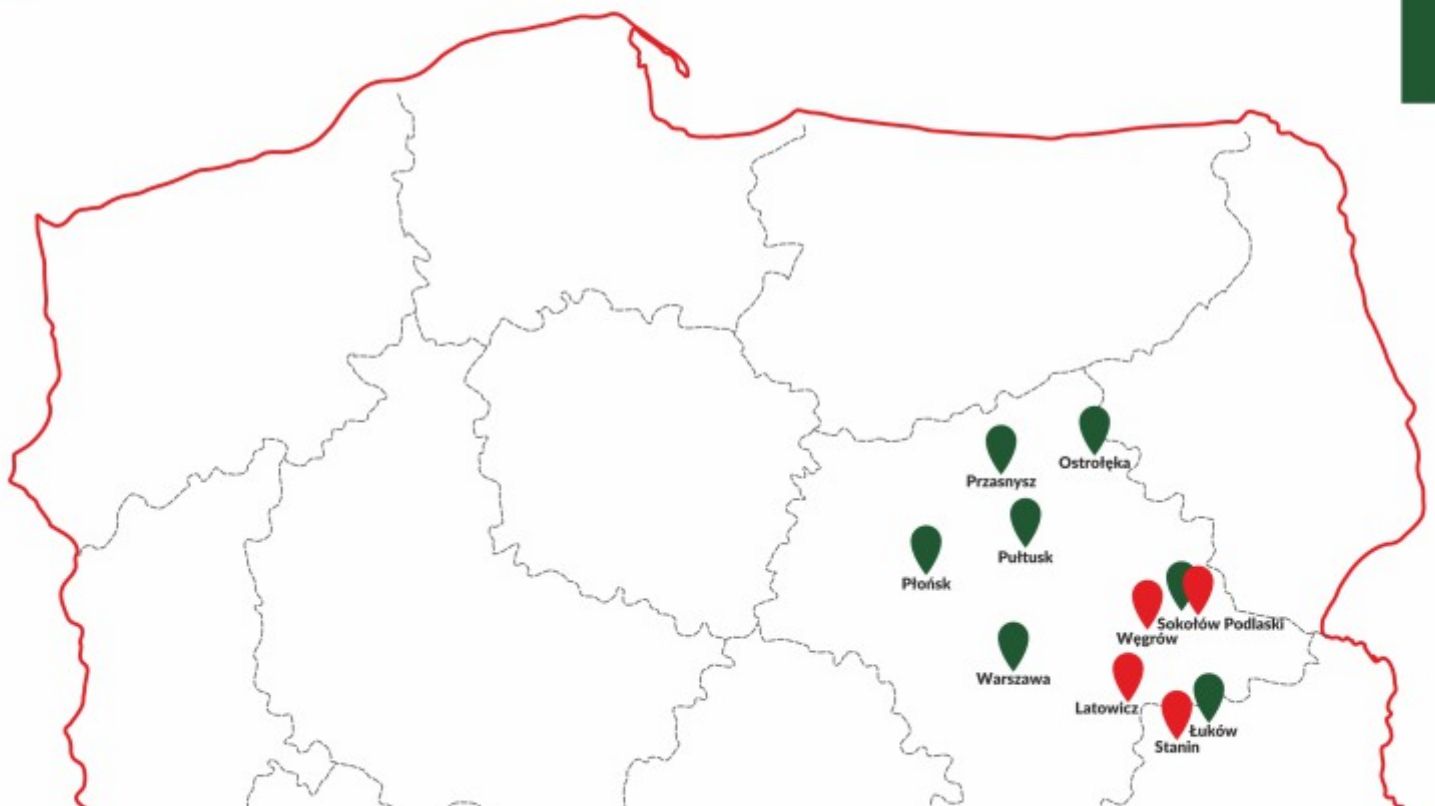 Ostrołęka
Przasnysz
Pułtusk
Płońsk
Sokołów Podlaski
Węgrów
Warszawa
Latowicz
Łuków
Stanin